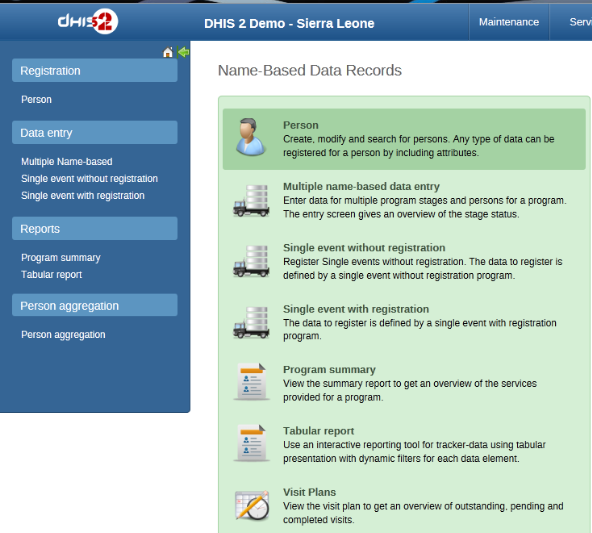 dHIS2
DHIS 2 Demo - Sierra Leone
Maintenance
Serv
Registration
Person
Data entry
Multiple Name-based
Single event without registration
Single event with registration
Reports
Program summary
Tabular report
Person aggregation
Person aggregation
Name-Based Data Records
Person
Create, modify and search for persons. Any type of data can be
registered for a person by including attributes.
Multiple name-based data entry
Enter data for multiple program stages and persons for a program.
The entry screen gives an overview of the stage status.
Single event without registration
Register Single events without registration. The data to register is
defined by a single event without registration program.
Single event with registration
The data to register is defined by a single event with registration
program.
Program summary
View the summary report to get an overview of the services
provided for a program.
Tabular report
Use an interactive reporting tool for tracker-data using tabular
presentation with dynamic filters for each data element.
Visit Plans
View the visit plan to get an overview of outstanding, pending and
completed visits.